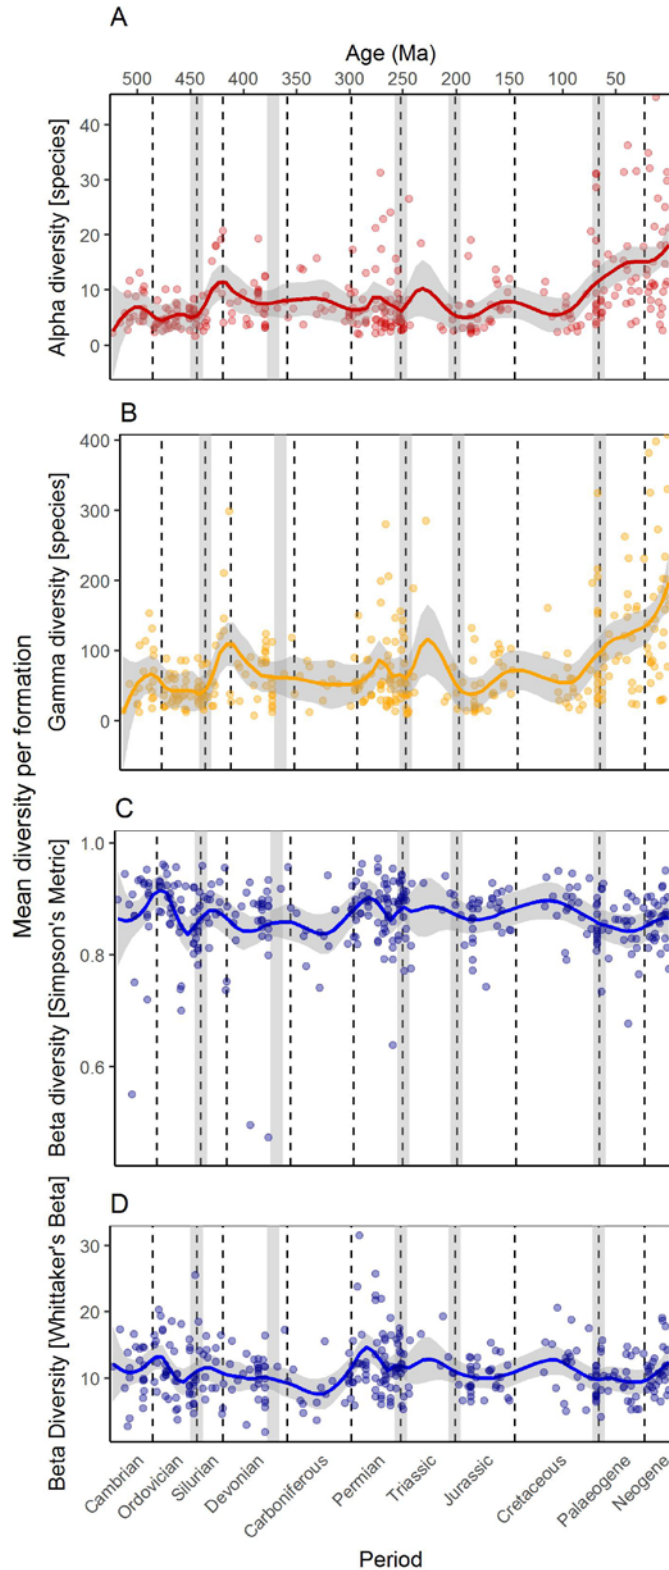 A
Age (Ma)
500 450 400 350 300 250 200 150 100 50
Alpha diversity [species]
40
30
20
10
0
B
Gamma diversity [species]
400
300
200
100
0
Mean diversity per formation
C
Beta diversity [Simpson's Metric]
1.0
0.8
0.6
D
Beta Diversity [Whittaker's Beta]
30
20
10
Cambrian
Ordovician
Silurian
Devonian
Carboniferous
Permian
Triassic
Jurassic
Cretaceous
Palaeogene
Neogene
Period